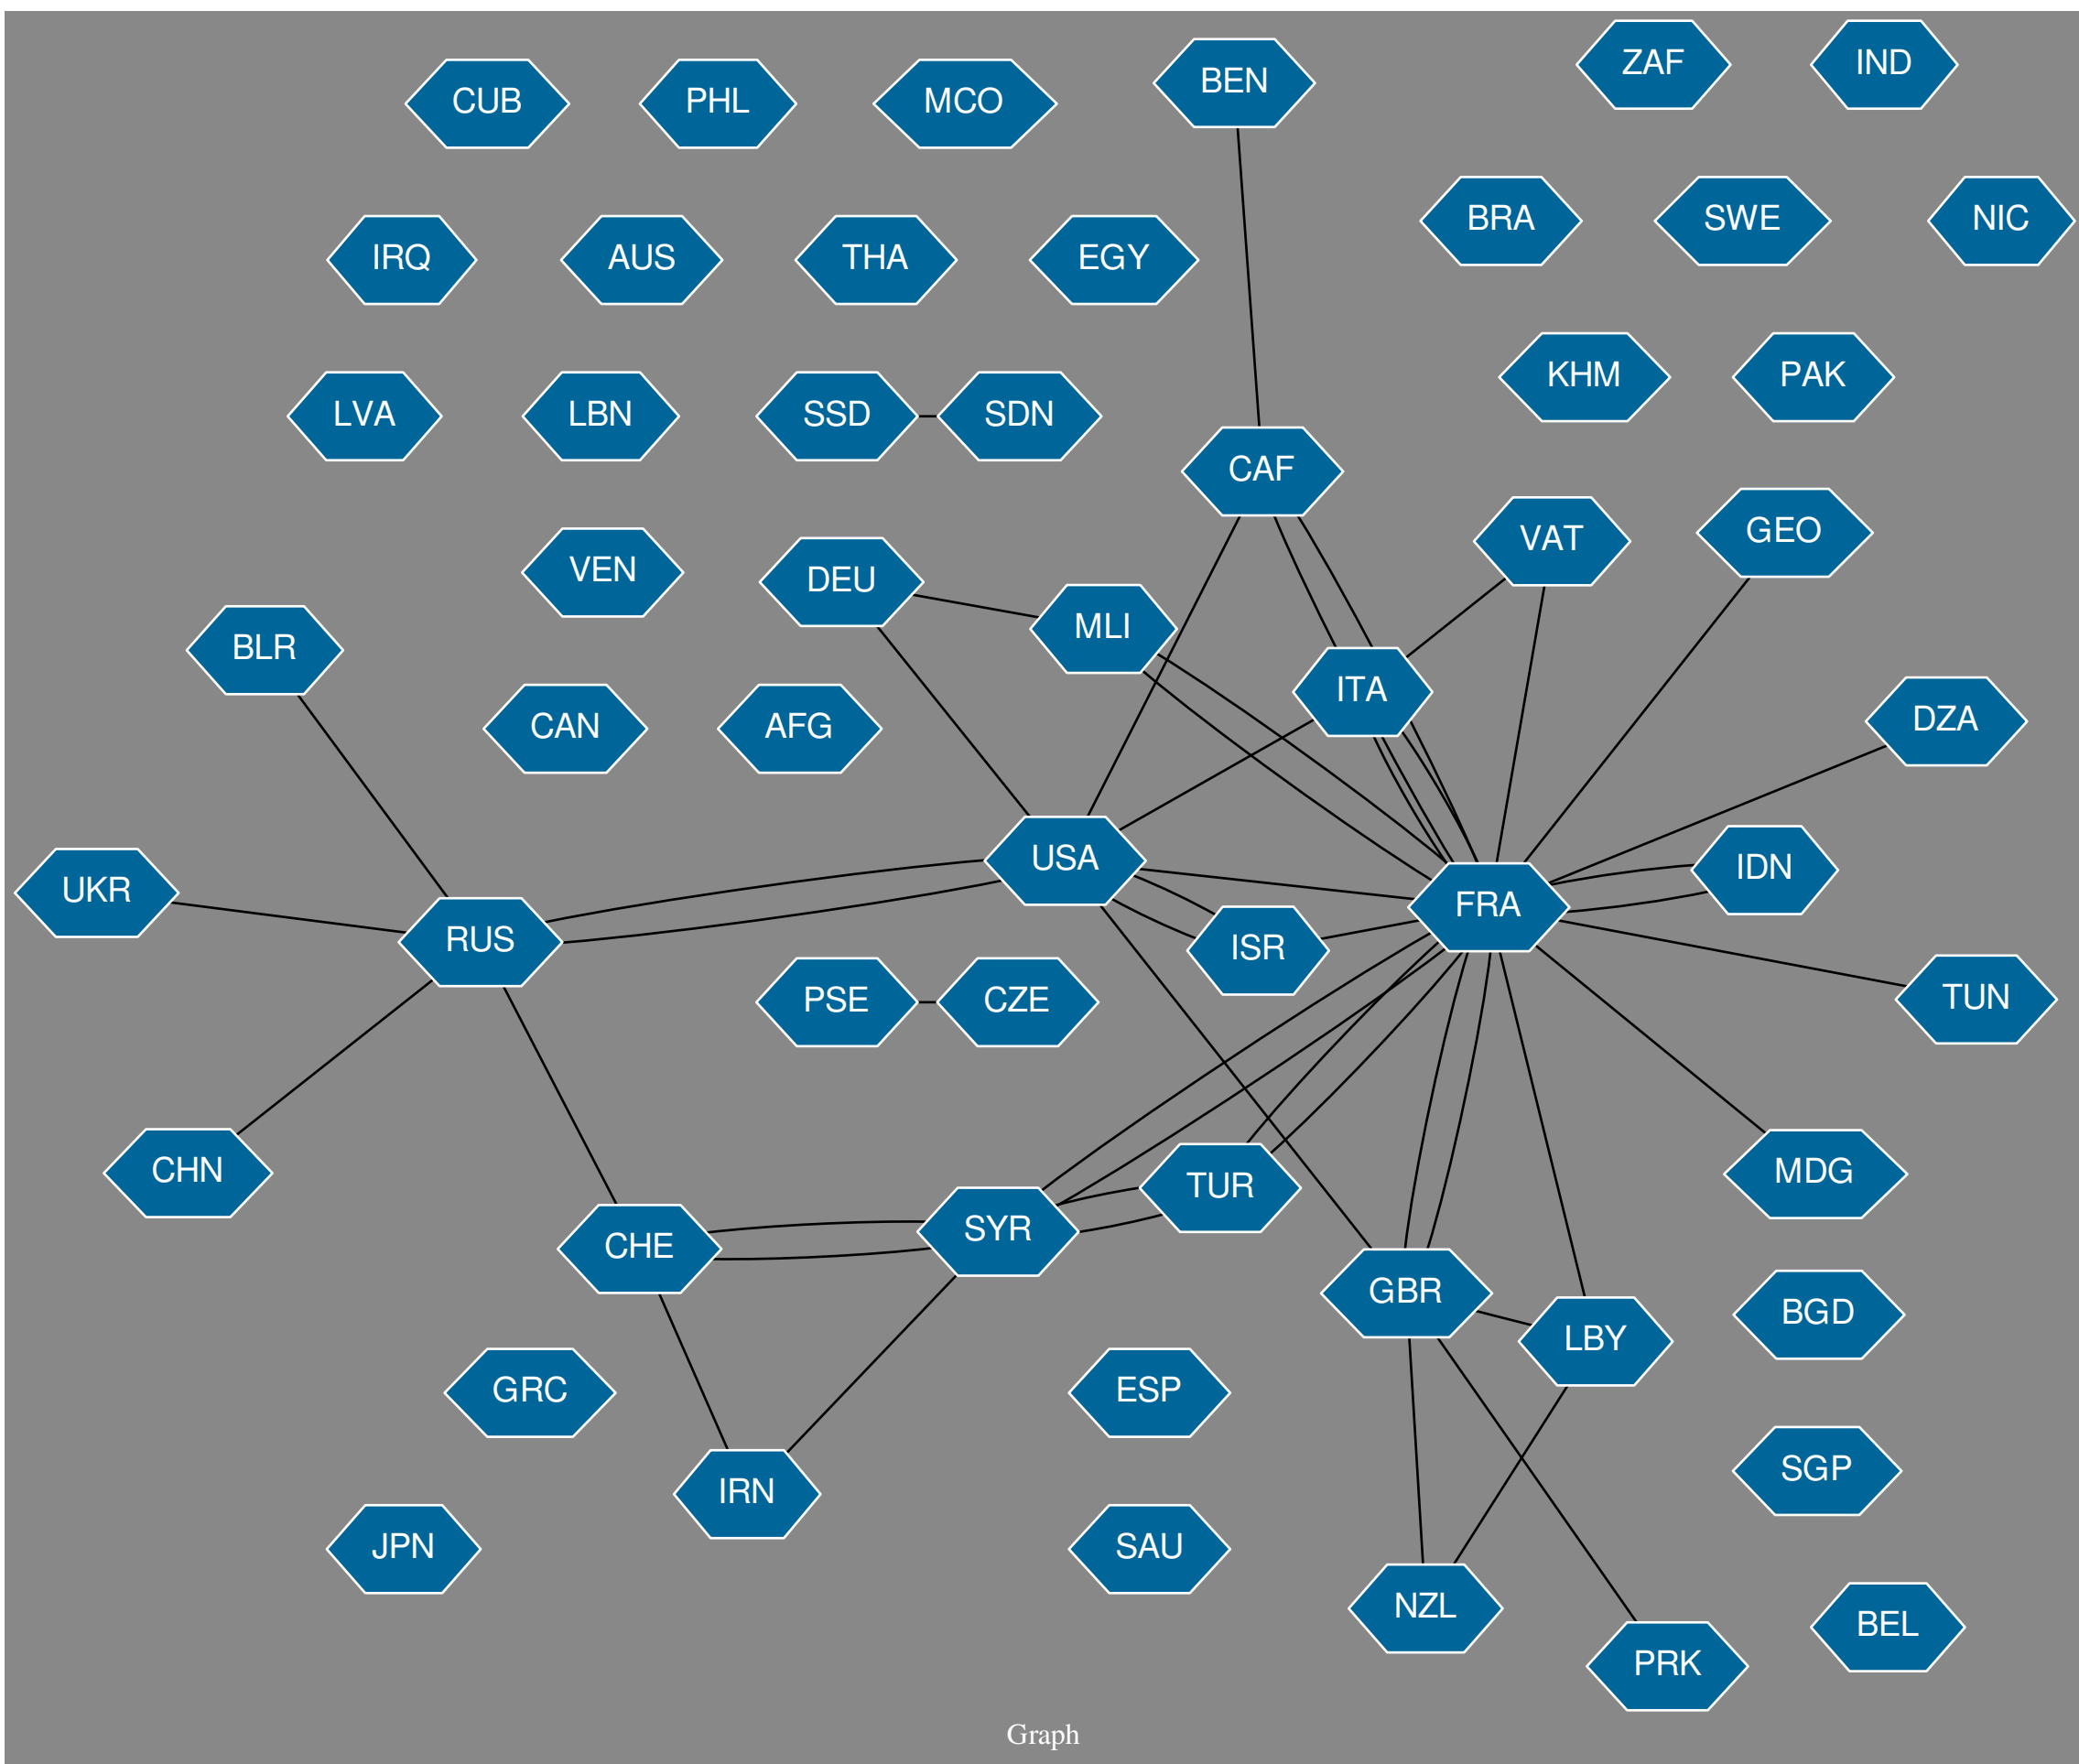 ZAF
IND
BEN
CUB
PHL
MCO
BRA
SWE
NIC
IRQ
AUS
THA
EGY
KHM
PAK
LVA
LBN
SSD
SDN
CAF
GEO
VAT
VEN
DEU
MLI
BLR
ITA
DZA
CAN
AFG
USA
IDN
UKR
FRA
RUS
ISR
PSE
CZE
TUN
CHN
MDG
TUR
SYR
CHE
GBR
BGD
LBY
GRC
ESP
SGP
IRN
JPN
SAU
NZL
BEL
PRK
Graph